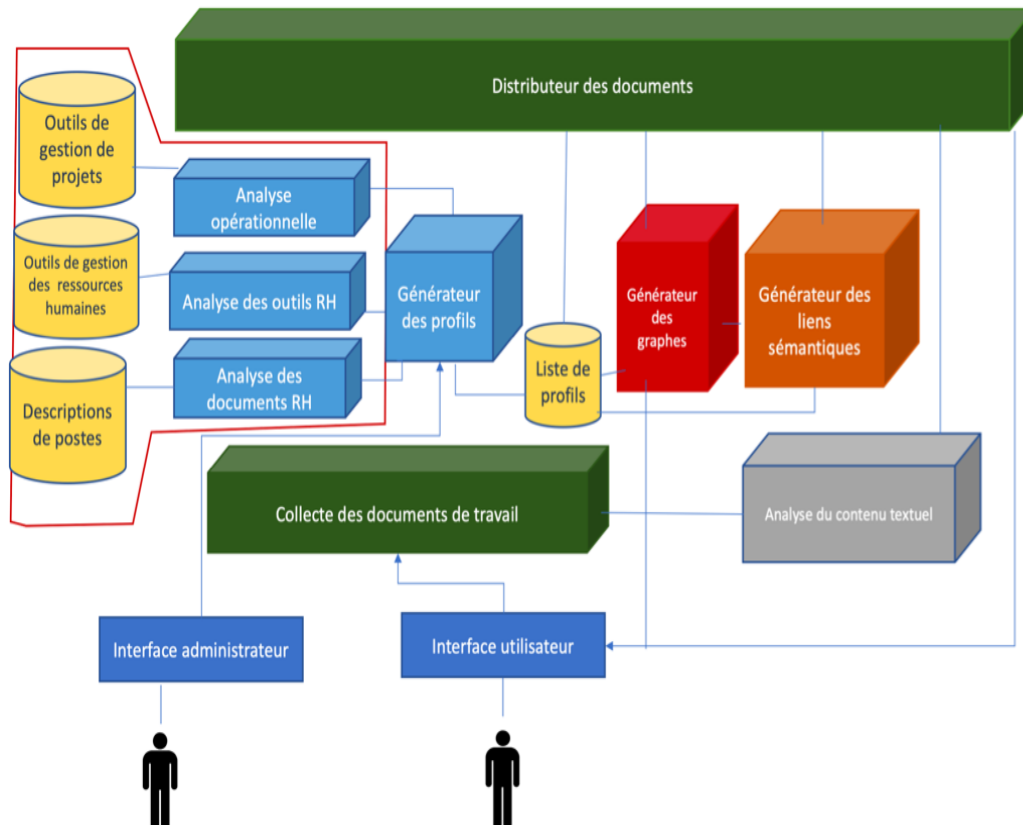 Distributeur des documents
Outils de
gestion de
projets
Analyse
opérationnelle
Outils de gestion
des ressources
humaines
Analyse des outils RH
Générateur
des profils
Générateur
des
graphes
Générateur des
liens
sémantiques
Descriptions
de postes
Analyse des
documents RH
Liste de
profils
Collecte des documents de travail
Analyse du contenu textuel
Interface administrateur
Interface utilisateur